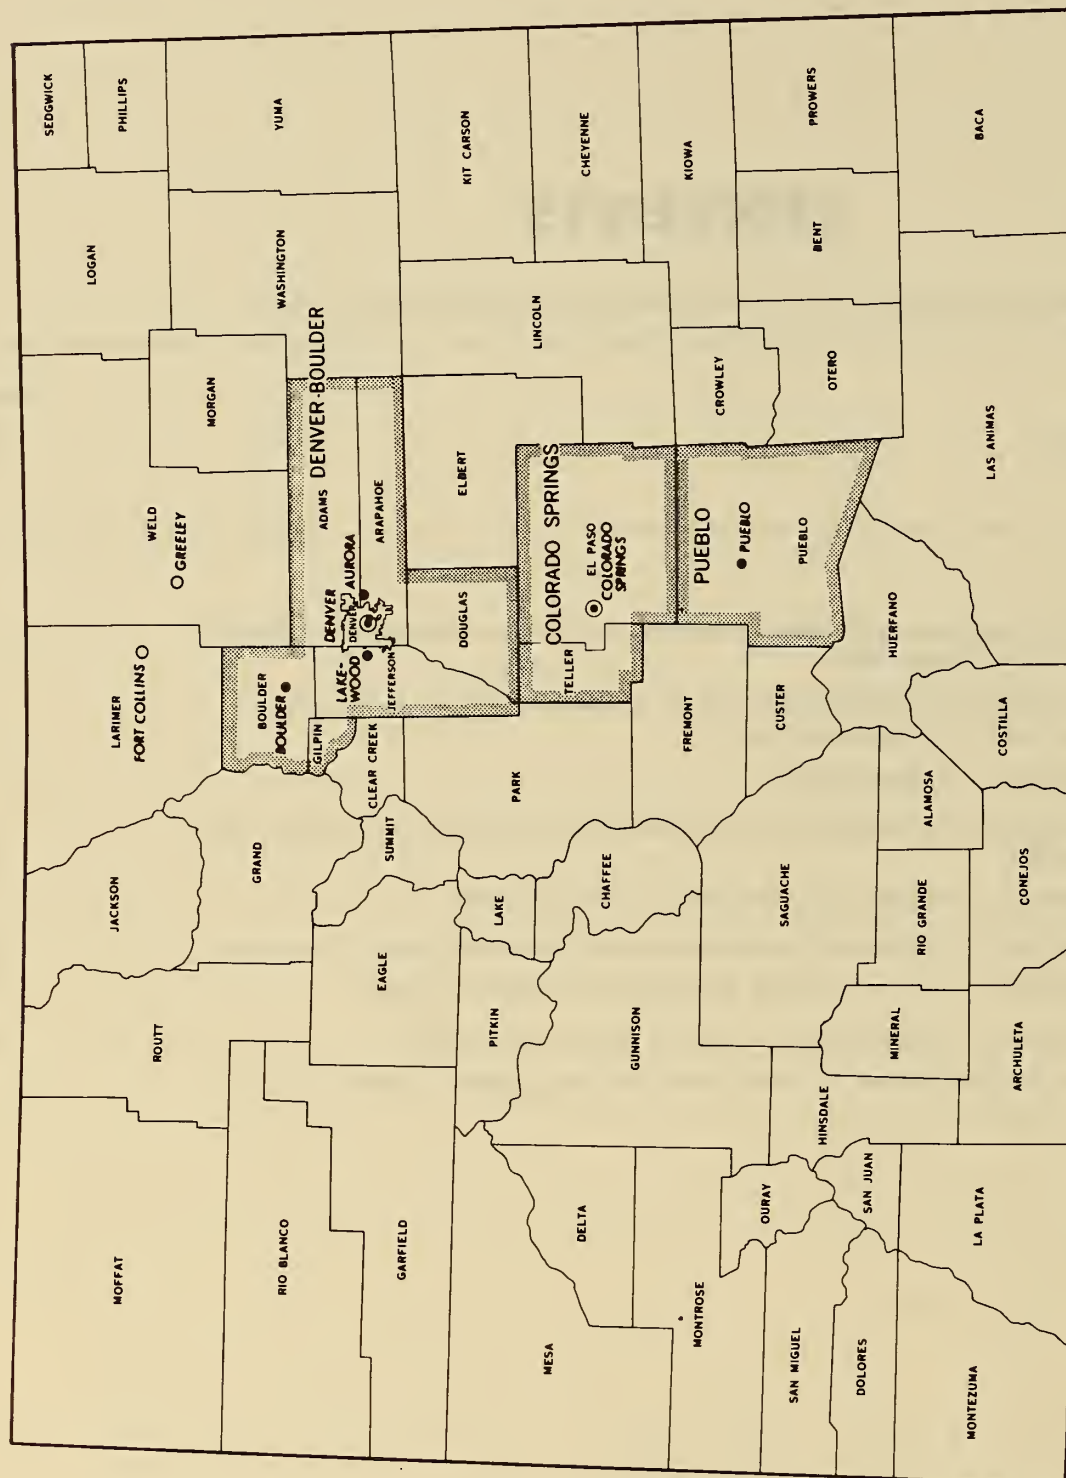 MOFFAT
ROUTT
JACKSON
LARIMER
FORT COLLINS
WELD
GREELEY
MORGAN
LOGAN
SEDGWICK
PHILLIPS
RIO BLANCO
GRAND
BOULDER
BOULDER
GILPIN
ADAMS
DENVER-BOULDER
WASHINGTON
YUMA
GARFIELD
EAGLE
SUMMIT
CLEAR CREEK
LAKE-
WOOD
JEFFERSON
DENVER
DENVER
AURORA
ARAPAHOE
MESA
PITKIN
LAKE
PARK
DOUGLAS
ELBERT
LINCOLN
KIT CARSON
DELTA
GUNNISON
CHAFFEE
TELLER
COLORADO SPRINGS
EL PASO
COLORADO
SPRINGS
CHEYENNE
MONTROSE
OURAY
FREMONT
PUEBLO
PUEBLO
PUEBLO
CROWLEY
KIOWA
SAN MIGUEL
HINSDALE
SAGUACHE
CUSTER
OTERO
BENT
PROWERS
DOLORES
SAN JUAN
MINERAL
RIO GRANDE
ALAMOSA
HUERFANO
MONTEZUMA
LA PLATA
ARCHULETA
CONEJOS
COSTILLA
LAS ANIMAS
BACA